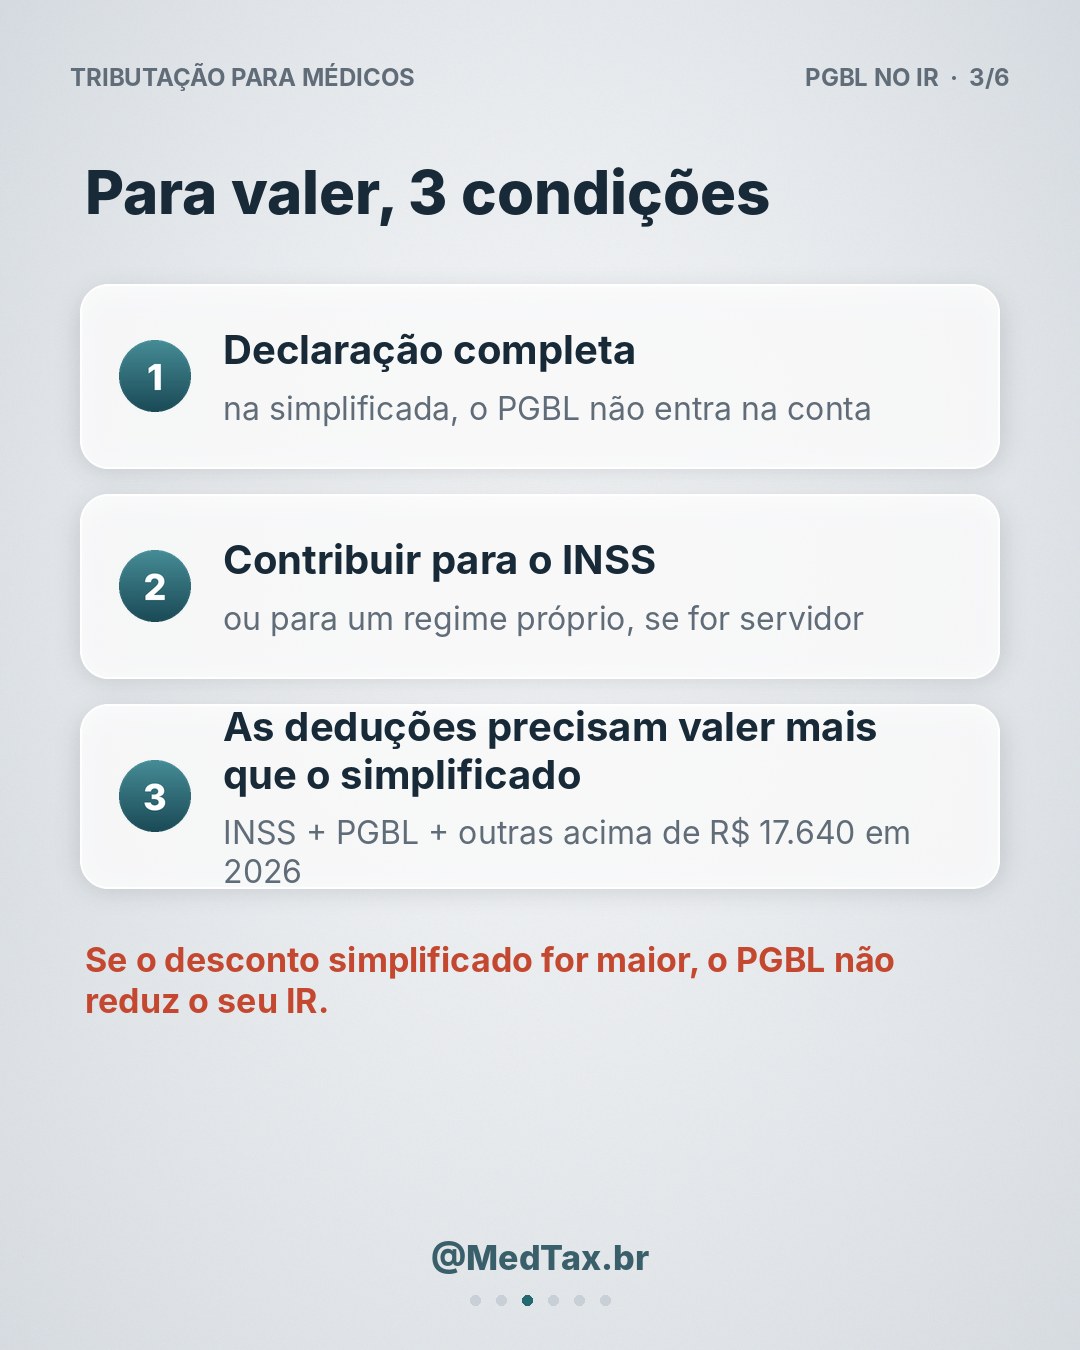 TRIBUTAÇÃO PARA MÉDICOS
PGBL NO IR · 3/6
Para valer, 3 condições
1
Declaração completa
na simplificada, o PGBL não entra na conta
2
Contribuir para o INSS
ou para um regime próprio, se for servidor
3
As deduções precisam valer mais
que o simplificado
INSS + PGBL + outras acima de R$ 17.640 em
2026
Se o desconto simplificado for maior, o PGBL não
reduz o seu IR.
@MedTax.br